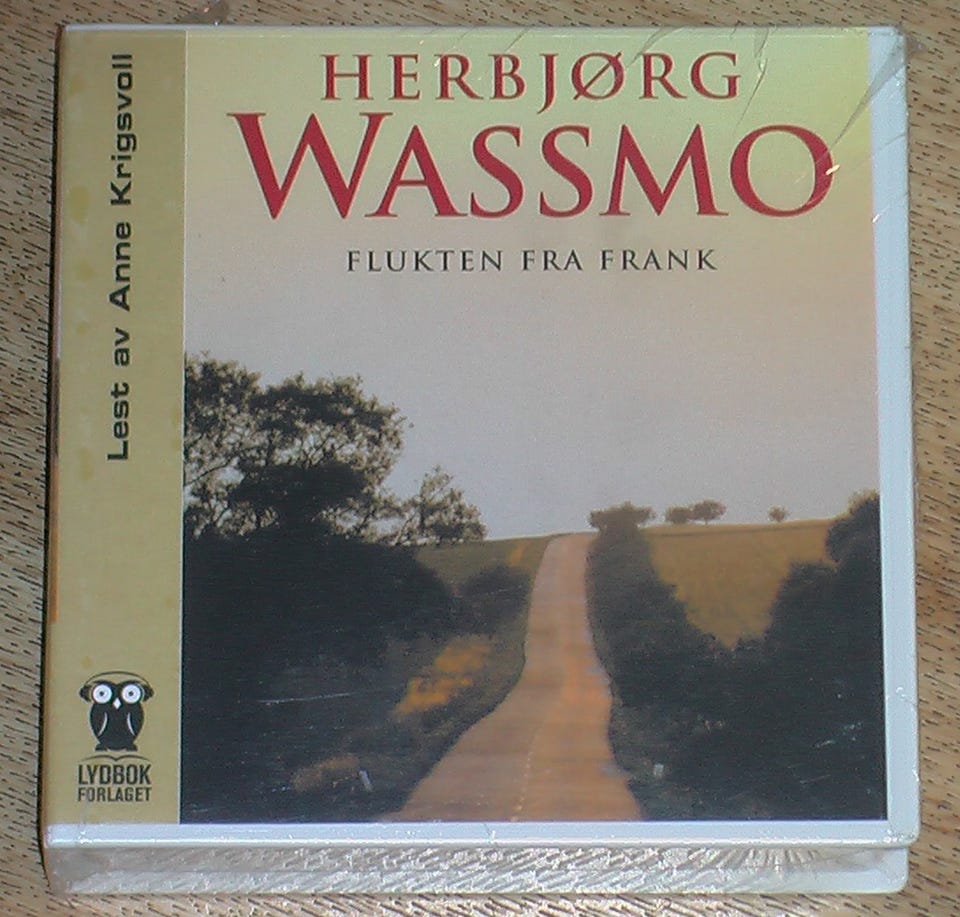 HERBJØRG
WASSMO
FLUKTEN FRA FRANK
Lest av Anne Krigsvoll
LYDBOK
FORLAGET